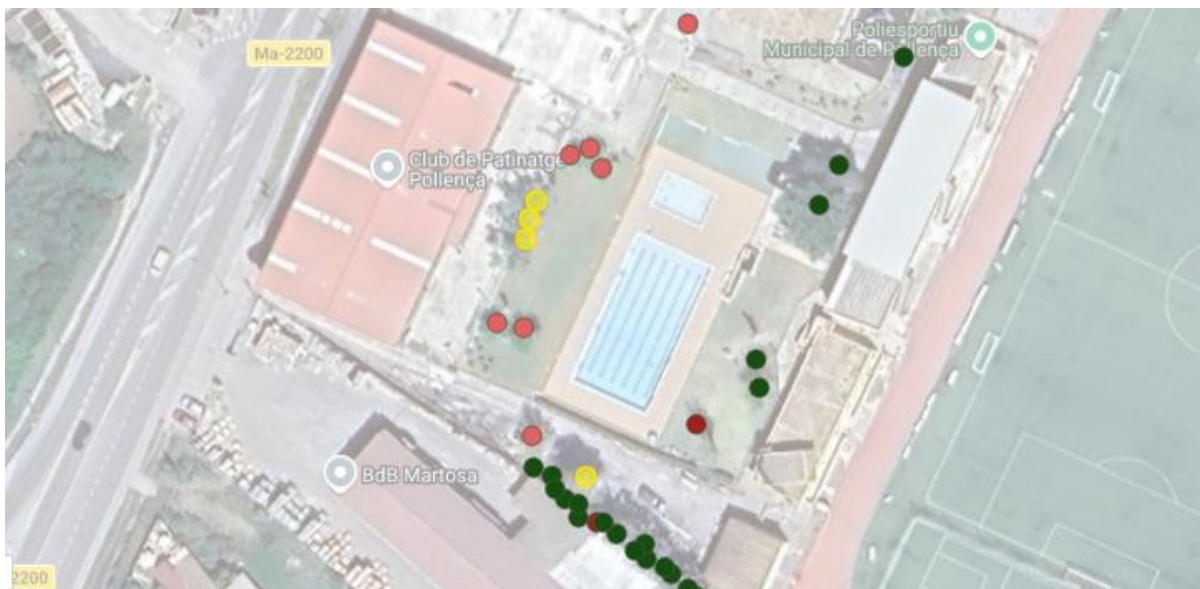 Ma-2200
Poliesportiu
Municipal de Pollença
Club de Patinatge
Pollença
BdB Martosa
2200